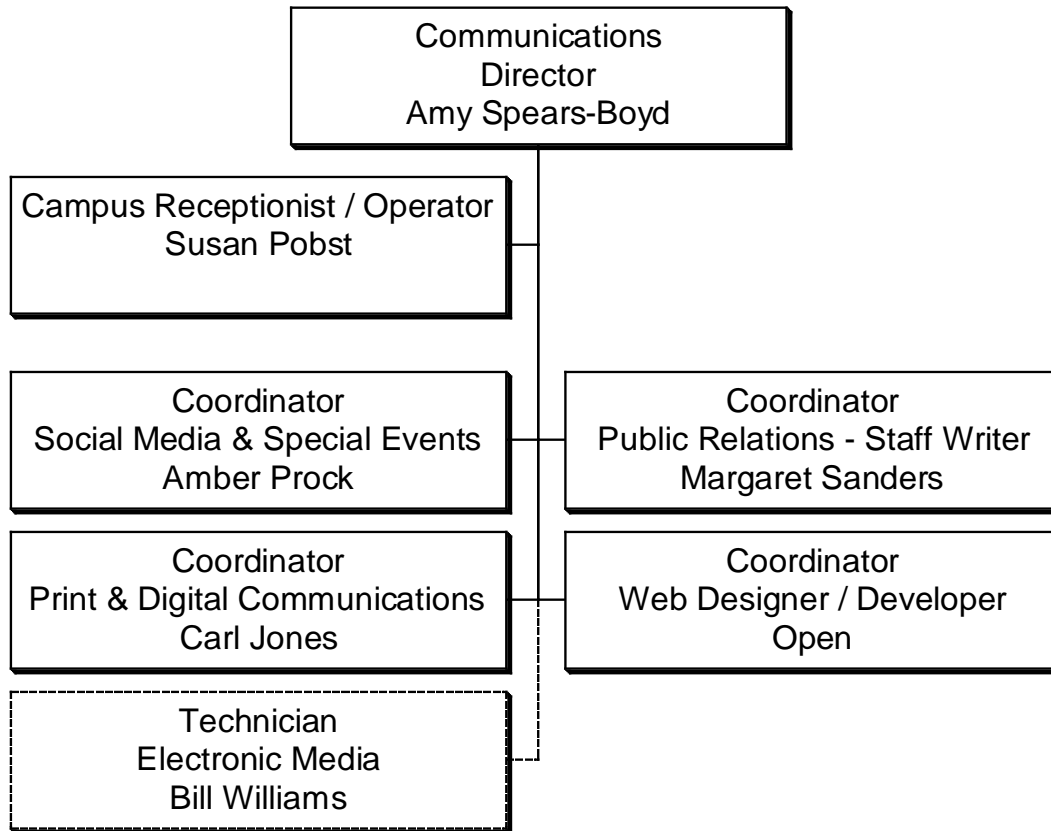 Communications
Director
Amy Spears-Boyd
Campus Receptionist / Operator
Susan Pobst
Coordinator
Social Media & Special Events
Amber Prock
Coordinator
Public Relations - Staff Writer
Margaret Sanders
Coordinator
Print & Digital Communications
Carl Jones
Coordinator
Web Designer / Developer
Open
Technician
Electronic Media
Bill Williams